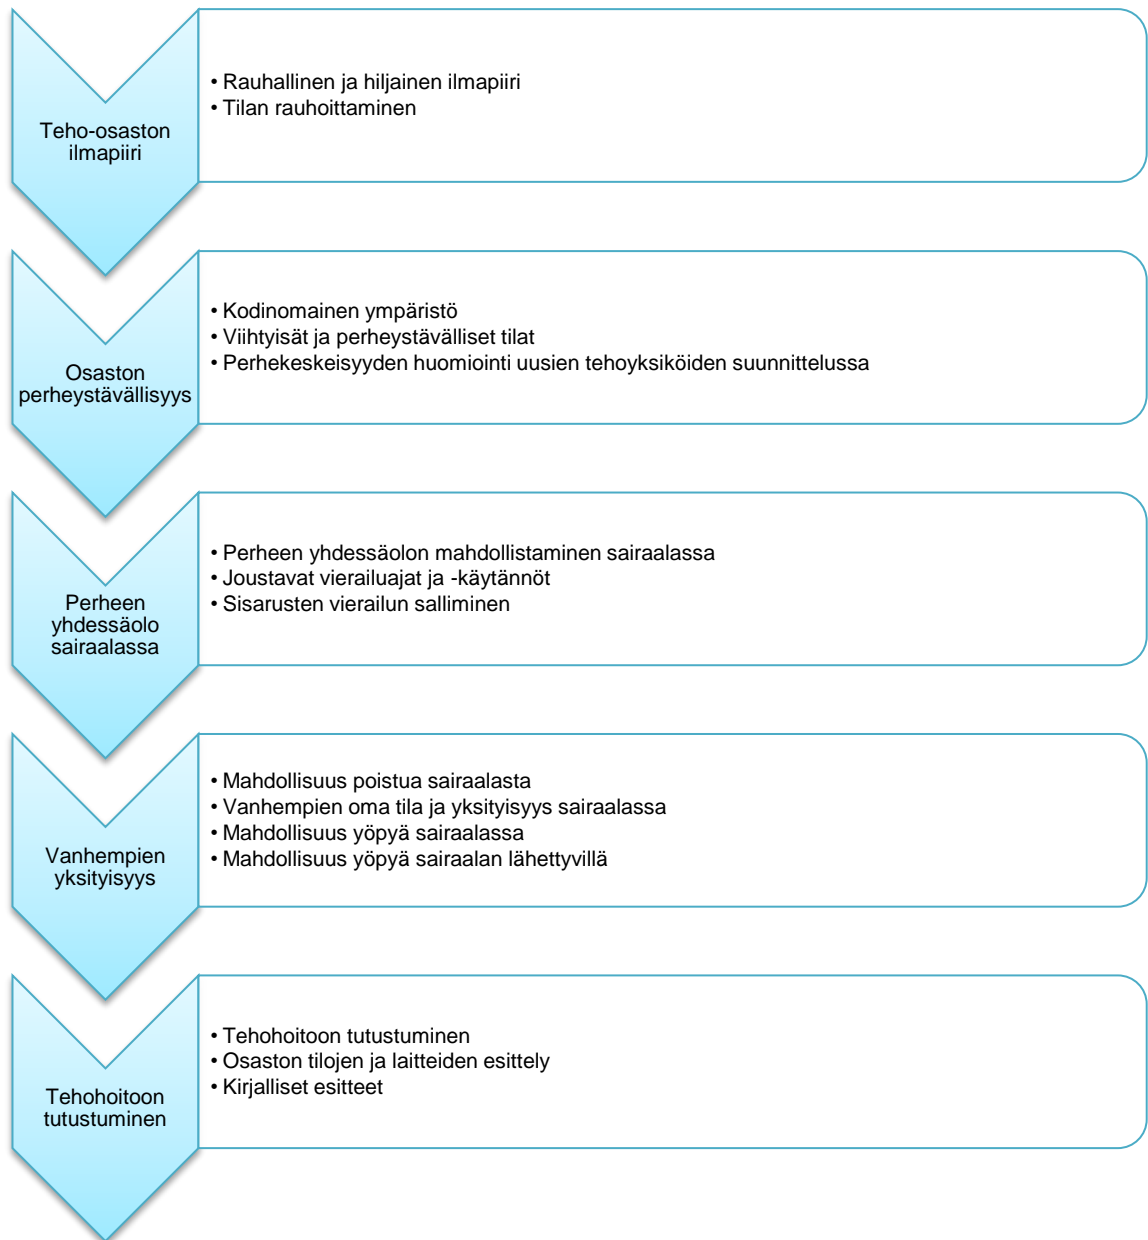 Teho-osaston
ilmapiiri
• Rauhallinen ja hiljainen ilmapiiri
• Tilan rauhoittaminen
Osaston
perheystävällisyys
• Kodinomainen ympäristö
• Viihtyisät ja perheystävälliset tilat
• Perhekeskeisyyden huomiointi uusien tehoyksiköiden suunnittelussa
Perheen
yhdessäolo
sairaalassa
• Perheen yhdessäolon mahdollistaminen sairaalassa
• Joustavat vierailuajat ja -käytännöt
• Sisarusten vierailun salliminen
Vanhempien
yksityisyys
• Mahdollisuus poistua sairaalasta
• Vanhempien oma tila ja yksityisyys sairaalassa
• Mahdollisuus yöpyä sairaalassa
• Mahdollisuus yöpyä sairaalan lähettyvillä
Tehohoitoon
tutustuminen
• Tehohoitoon tutustuminen
• Osaston tilojen ja laitteiden esittely
• Kirjalliset esitteet